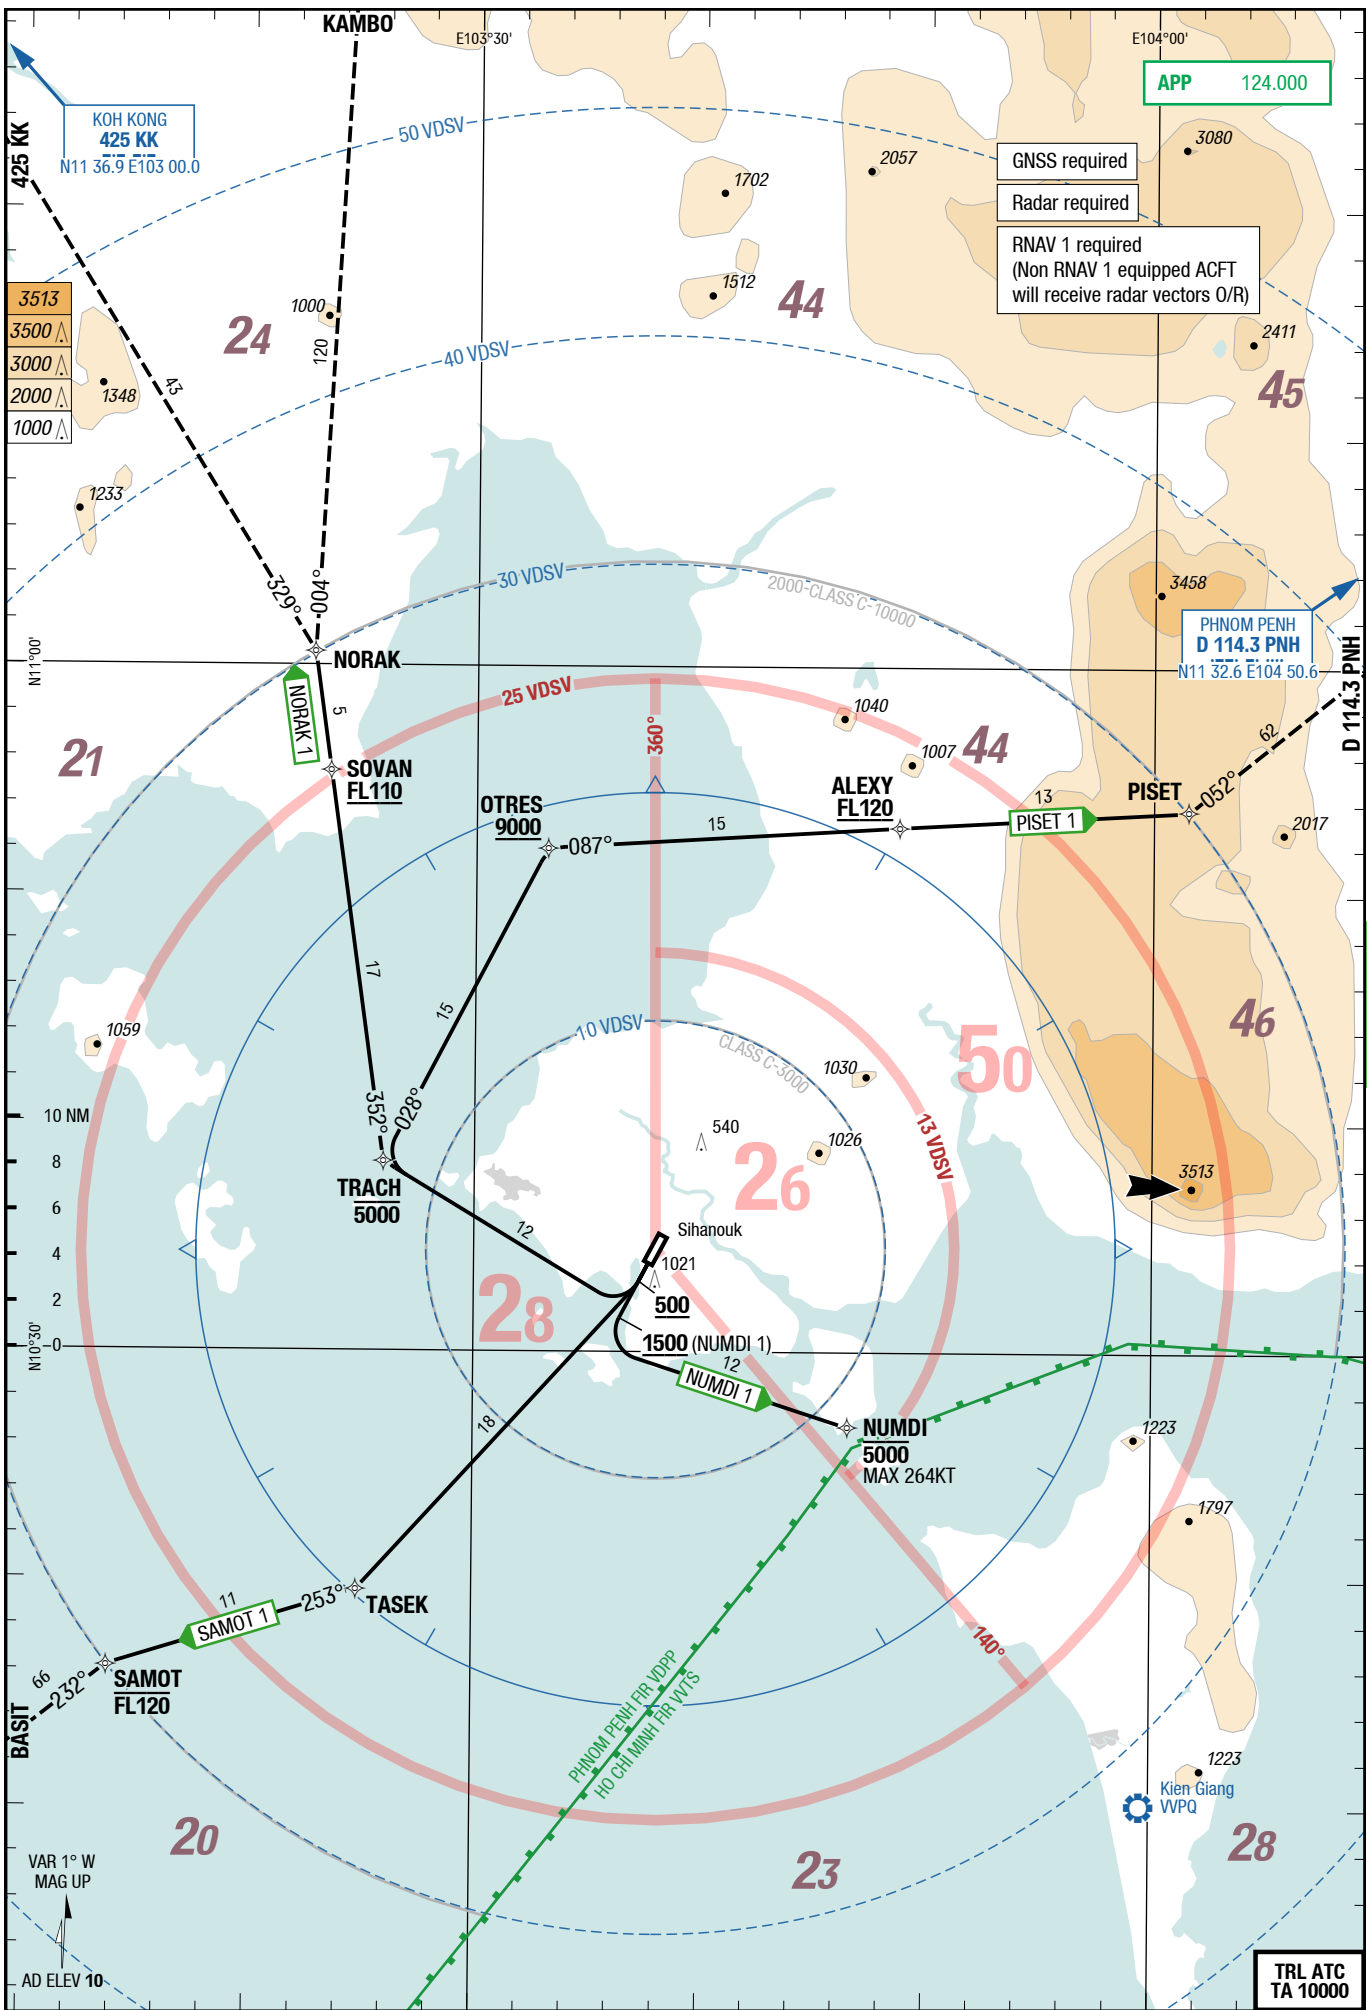 KAMBO
E103°30'
E104°00'
APP 124.000
KOH KONG
425 KK
N11 36.9 E103 00.0
425 KK
50 VDSV
3080
2057
1702
GNSS required
Radar required
RNAV 1 required
(Non RNAV 1 equipped ACFT
will receive radar vectors O/R)
1512
44
3513
3500
3000
2000
1000
1000
24
120
43
1348
40 VDSV
2411
45
1233
30 VDSV
2000-CLASS C-10000
3458
PHNOM PENH
D 114.3 PNH
N11 32.6 E104 50.6
D 114.3 PNH
329°
004°
N11°00'
NORAK
NORAK 1
5
25 VDSV
360°
1040
1007
44
62
21
SOVAN
FL110
OTRES
9000
ALEXY
FL120
PISET
052°
13
PISET 1
15
087°
2017
17
15
1059
10 VDSV
CLASS C-3000
50
46
1030
352°
028°
10 NM
8
6
4
2
0
540
1026
13 VDSV
26
3513
TRACH
5000
12
Sihanouk
1021
500
28
1500 (NUMDI 1)
N10°30'
12
NUMDI 1
NUMDI
5000
MAX 264KT
18
1223
1797
11
SAMOT 1
253°
TASEK
140°
66
232°
SAMOT
FL120
BASIT
PHNOM PENH FIR VDPP
HO CHI MINH FIR VVTS
1223
Kien Giang
VVPQ
20
23
28
VAR 1° W
MAG UP
AD ELEV 10
TRL ATC
TA 10000